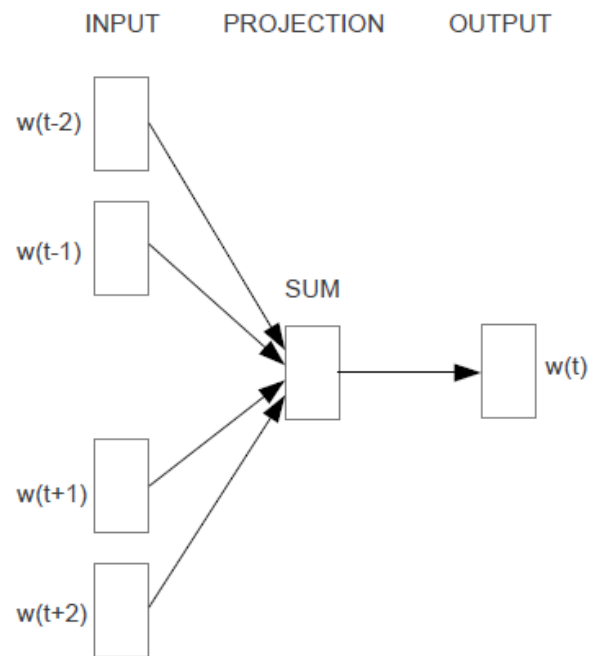 INPUT PROJECTION OUTPUT
w(t-2)
w(t-1)
SUM
w(t)
w(t+1)
w(t+2)